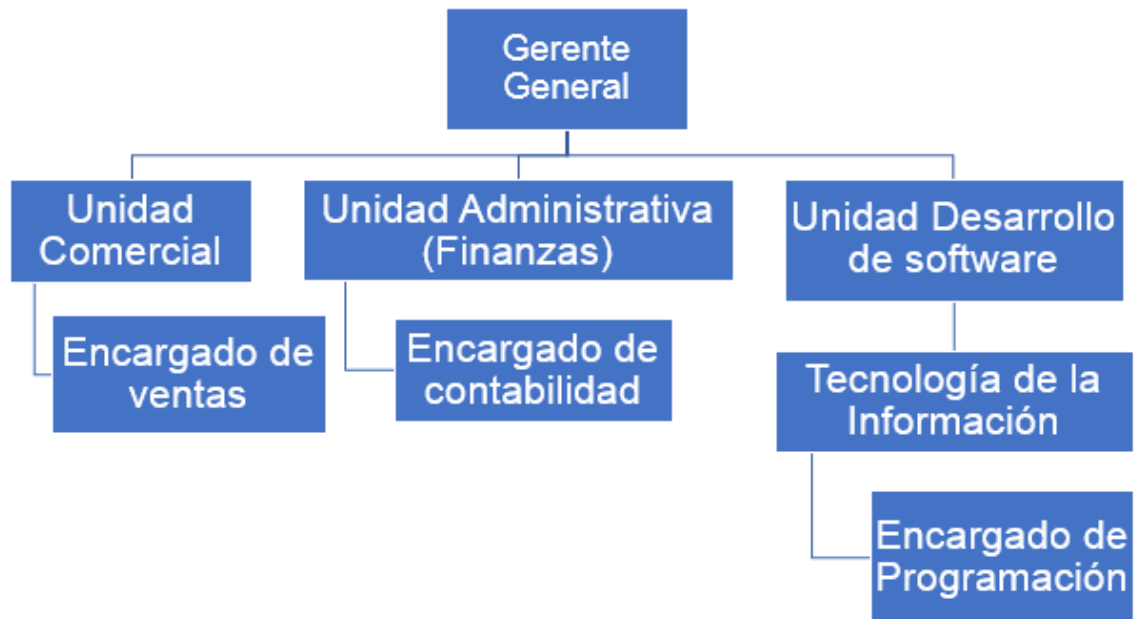 Gerente
General
Unidad
Comercial
Unidad Administrativa
(Finanzas)
Unidad Desarrollo
de software
Encargado de
ventas
Encargado de
contabilidad
Tecnología de la
Información
Encargado de
Programación